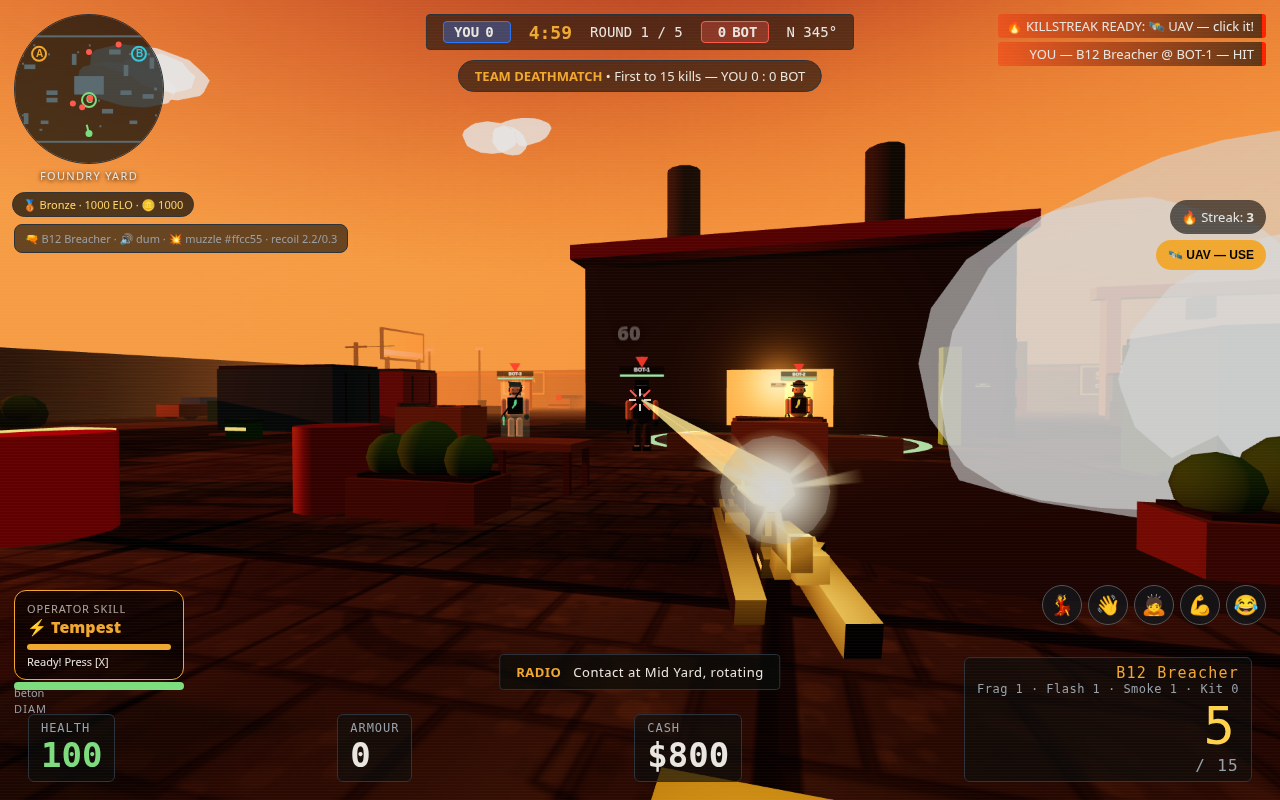 YOU 0 4:59 ROUND 1 / 5 0 BOT N 345°
TEAM DEATHMATCH • First to 15 kills — YOU 0 : 0 BOT
🔥 KILLSTREAK READY: 🛰️ UAV — click it!
YOU — B12 Breacher @ BOT-1 — HIT
A
B
FOUNDRY YARD
🥉 Bronze · 1000 ELO · 🪙 1000
🔫 B12 Breacher · 🔊 dum · 💥 muzzle #ffcc55 · recoil 2.2/0.3
🔥 Streak: 3
🛰️ UAV — USE
60
BOT-3
BOT-1
BOT-2
OPERATOR SKILL
⚡ Tempest
Ready! Press [X]
beton
DIAM
RADIO Contact at Mid Yard, rotating
HEALTH
100
ARMOUR
0
CASH
$800
B12 Breacher
Frag 1 · Flash 1 · Smoke 1 · Kit 0
5
/ 15